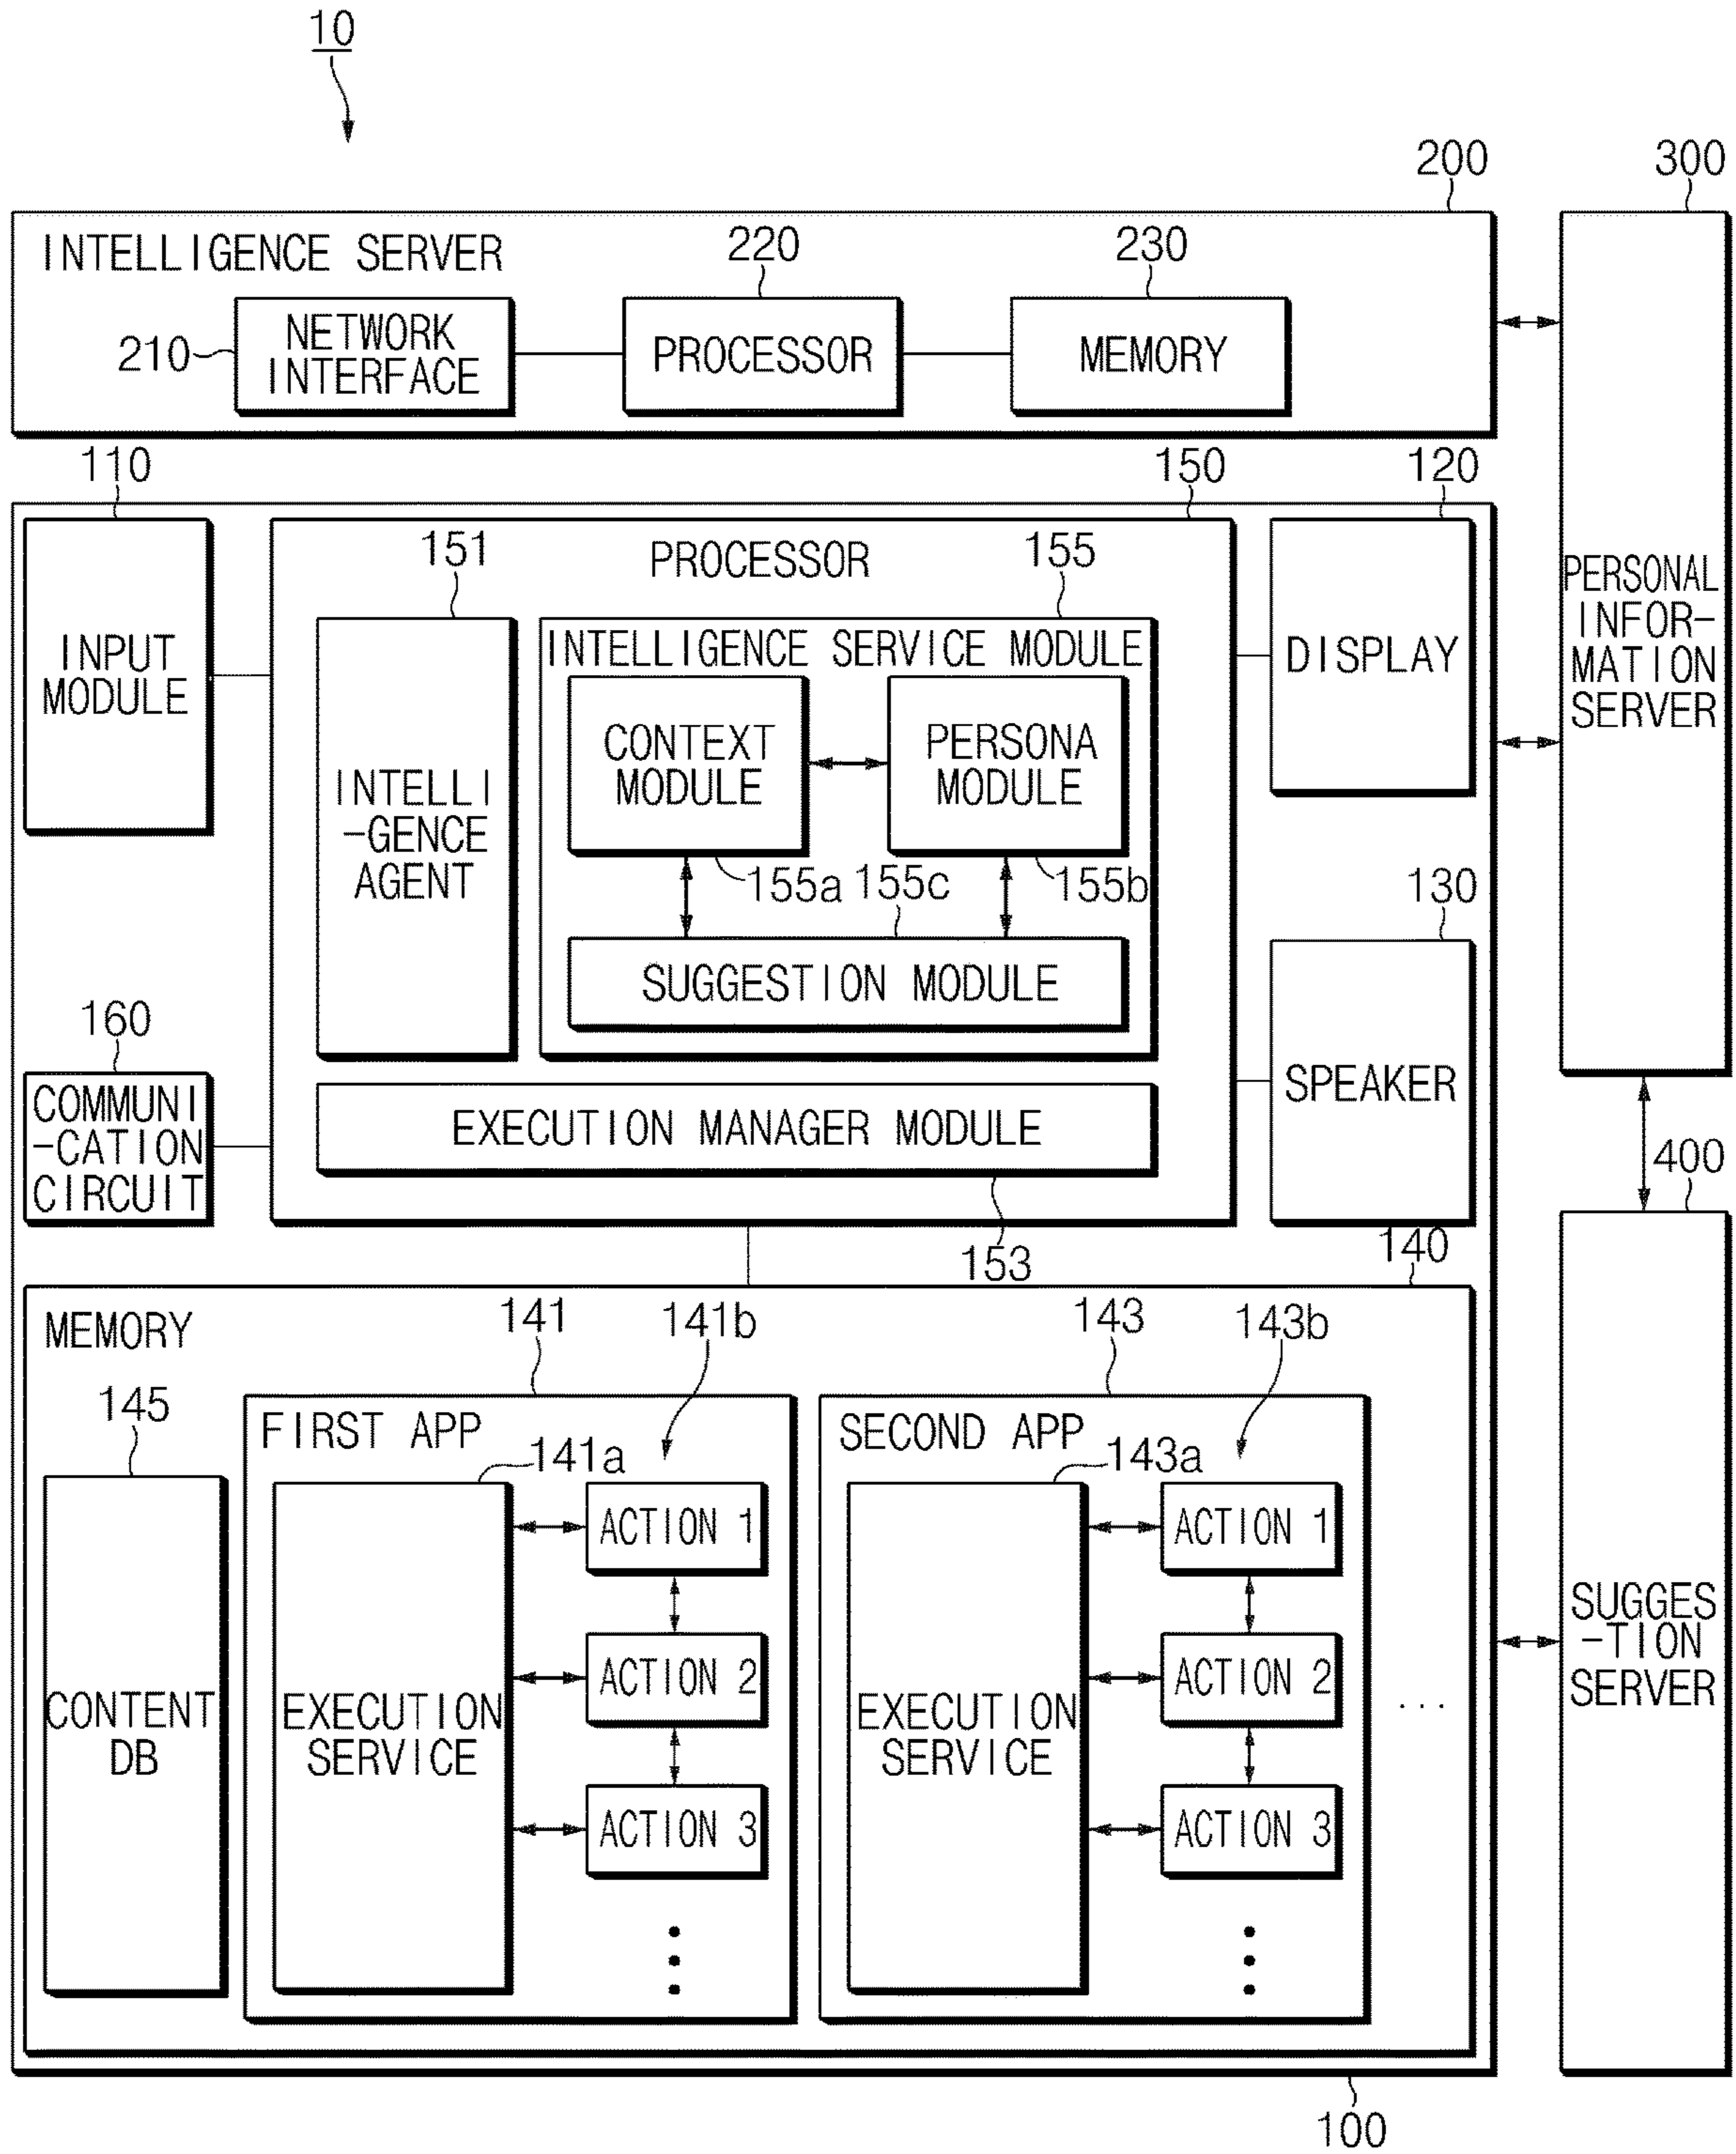 10
200
300
INTELLIGENCE SERVER
220
230
210
NETWORK
INTERFACE
PROCESSOR
MEMORY
110
150
120
PERSONAL
INFOR-
MATION
SERVER
INPUT
MODULE
151
PROCESSOR
155
INTELLIGENCE SERVICE MODULE
DISPLAY
INTELLI
-GENCE
AGENT
CONTEXT
MODULE
PERSONA
MODULE
155a
155c
155b
130
SUGGESTION MODULE
160
COMMUNI
-CATION
CIRCUIT
SPEAKER
EXECUTION MANAGER MODULE
400
153
140
MEMORY
141
141b
143
143b
145
FIRST APP
141a
SECOND APP
143a
CONTENT
DB
EXECUTION
SERVICE
ACTION 1
ACTION 2
ACTION 3
EXECUTION
SERVICE
ACTION 1
ACTION 2
ACTION 3
...
SUGGES
-TION
SERVER
100